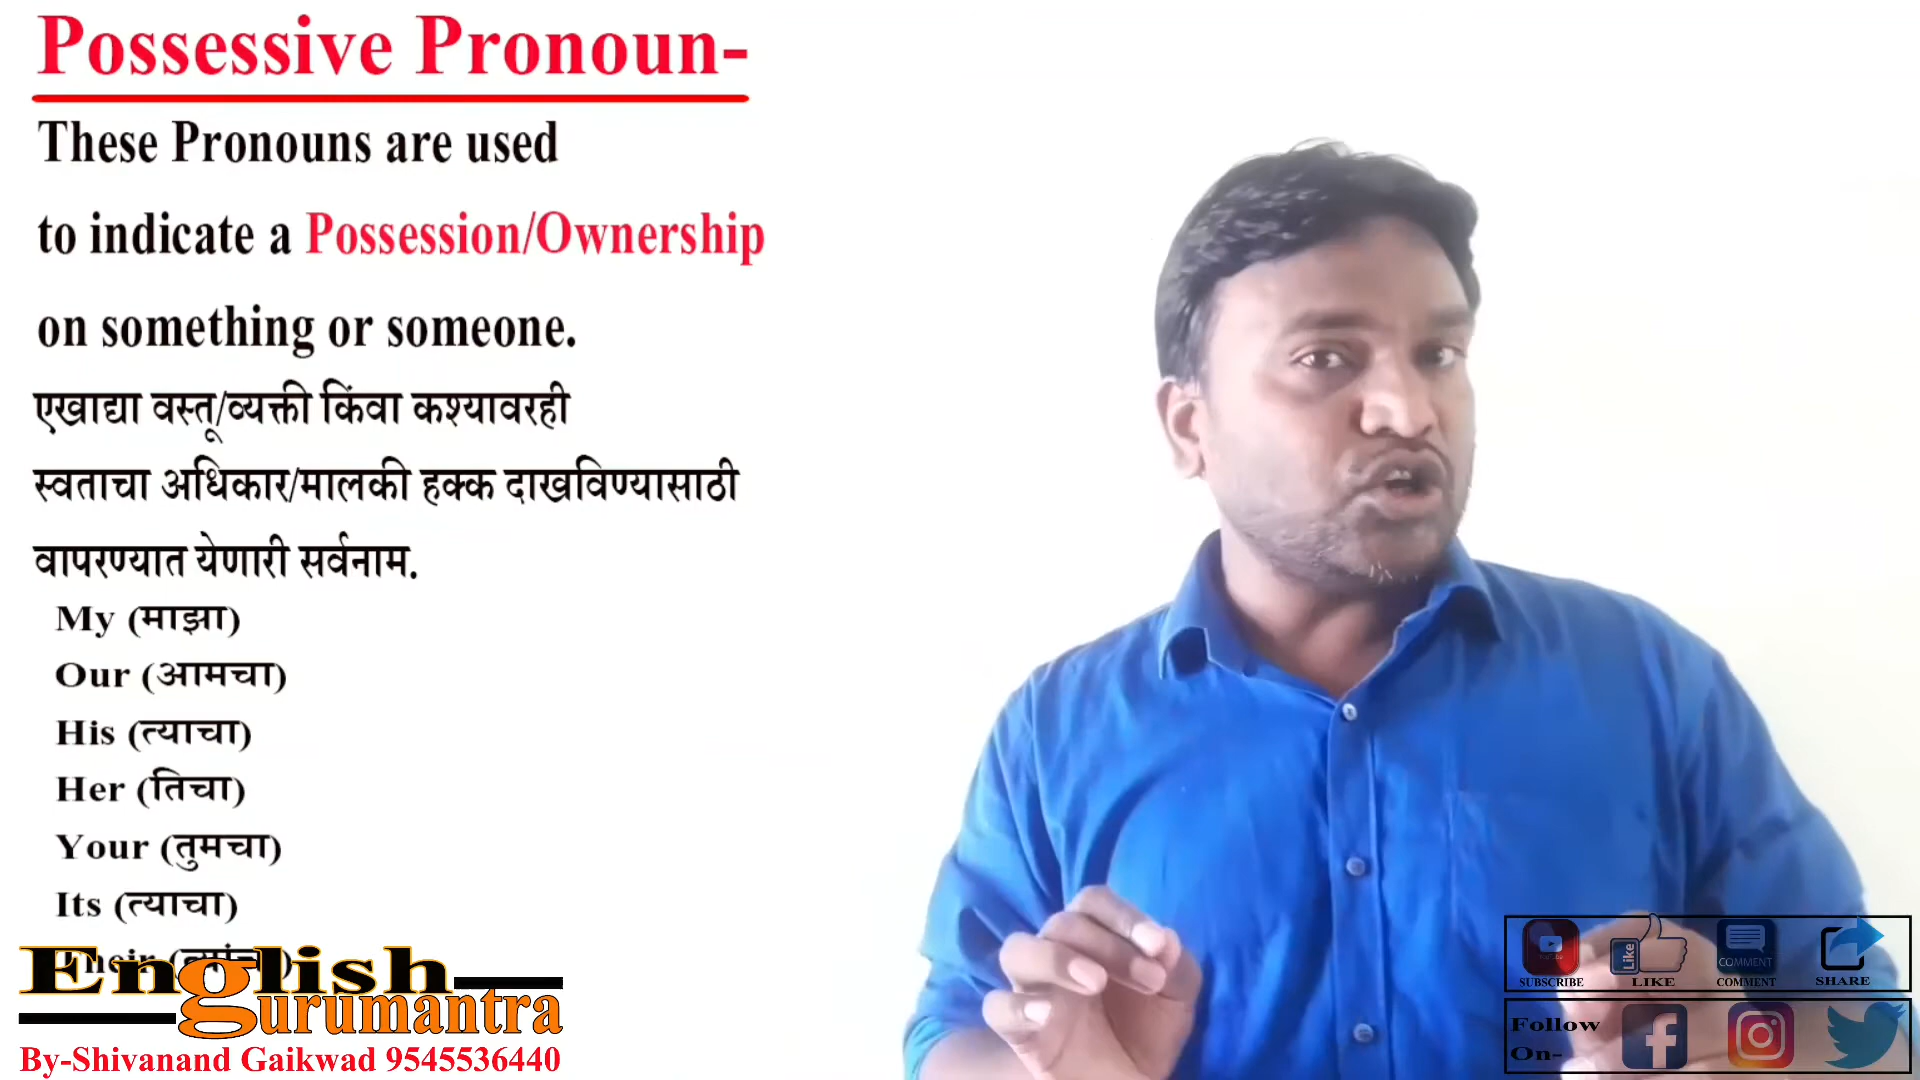 Possessive Pronoun-
These Pronouns are used
to indicate a Possession/Ownership
on something or someone.
एखाद्या वस्तू/व्यक्ती किंवा कश्यावरही
स्वताचा अधिकार/मालकी हक्क दाखविण्यासाठी
वापरण्यात येणारी सर्वनाम.
My (माझा)
Our (आमचा)
His (त्याचा)
Her (तिचा)
Your (तुमचा)
Its (त्याचा)
English
Gurumantra
By-Shivanand Gaikwad 9545536440
Like
COMMENT
SUBSCRIBE LIKE COMMENT SHARE
Follow
On-